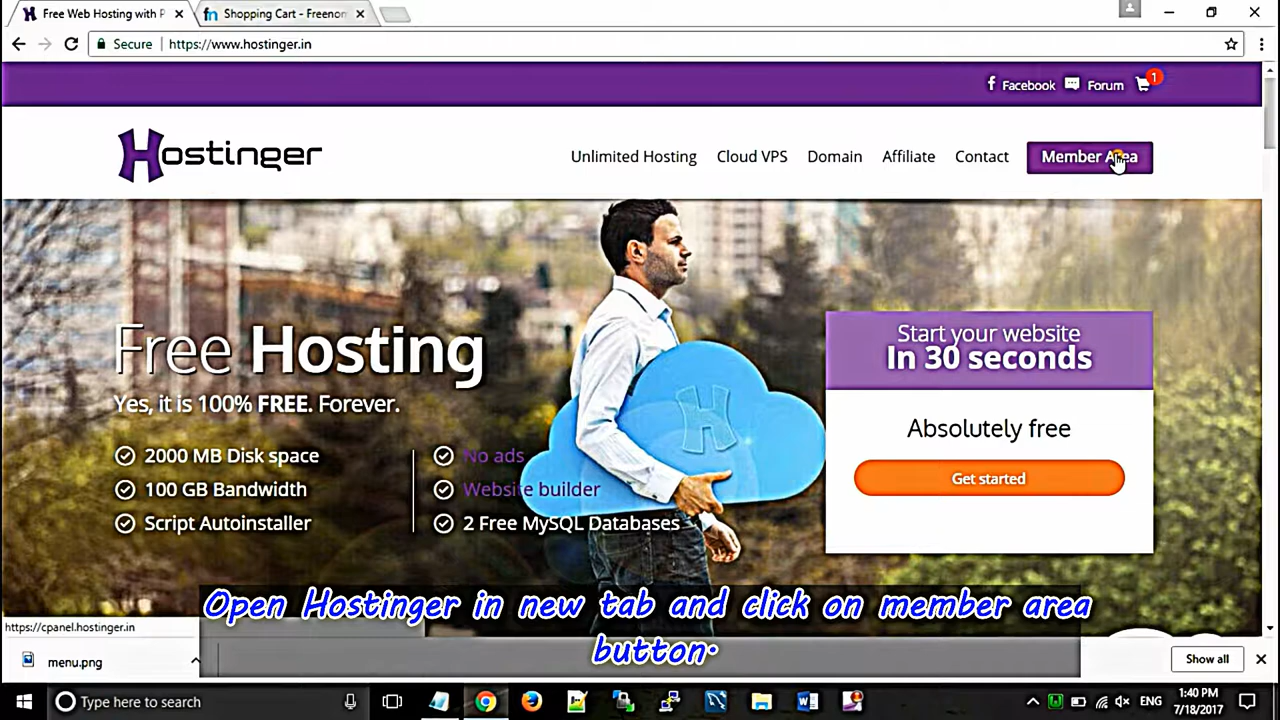 Free Web Hosting with P
Shopping Cart - Freenom
Secure
https://www.hostinger.in
Facebook
Forum
1
Hostinger
Unlimited Hosting
Cloud VPS
Domain
Affiliate
Contact
Member Area
Free Hosting
Yes, it is 100% FREE. Forever.
2000 MB Disk space
100 GB Bandwidth
Script Autoinstaller
No ads
Website builder
2 Free MySQL Databases
H
Start your website
In 30 seconds
Absolutely free
Get started
Open Hostinger in new tab and click on member area
button.
https://cpanel.hostinger.in
menu.png
Show all
Type here to search
ENG
1:40 PM
7/18/2017